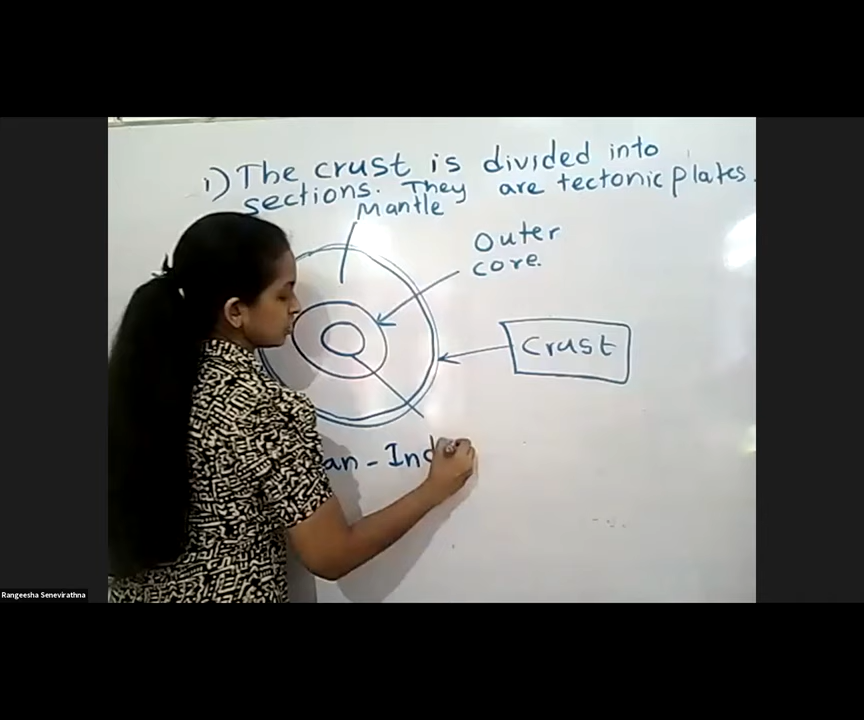 1) The crust is divided into
sections. They are tectonic plates.
Mantle
Outer
core.
Crust
an - Ind
Rangeesha Senevirathna